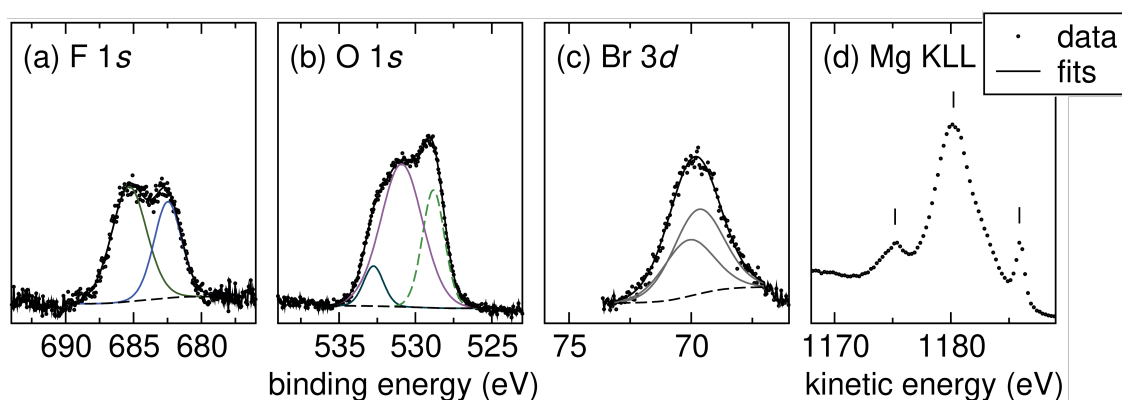 (a) F 1s
(b) O 1s
(c) Br 3d
(d) Mg KLL
data
fits
690 685 680
535 530 525
75 70
1170 1180
binding energy (eV)
kinetic energy (eV)